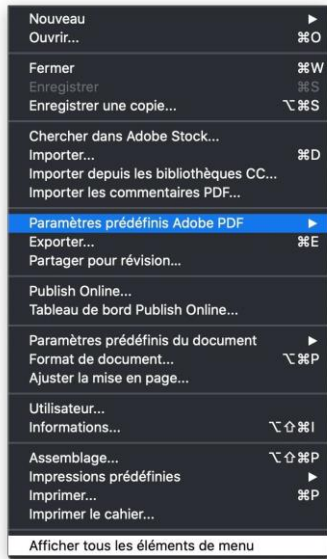 Nouveau ▶
Ouvrir... ⌘O
Fermer ⌘W
Enregistrer ⌘S
Enregistrer une copie... ⌥⌘S
Chercher dans Adobe Stock...
Importer... ⌘D
Importer depuis les bibliothèques CC...
Importer les commentaires PDF...
Paramètres prédéfinis Adobe PDF ▶
Exporter... ⌘E
Partager pour révision...
Publish Online...
Tableau de bord Publish Online...
Paramètres prédéfinis du document ▶
Format de document... ⌥⌘P
Ajuster la mise en page...
Utilisateur...
Informations... ⌥⇧⌘I
Assemblage... ⌥⇧⌘P
Impressions prédéfinies ▶
Imprimer... ⌘P
Imprimer le cahier...
Afficher tous les éléments de menu